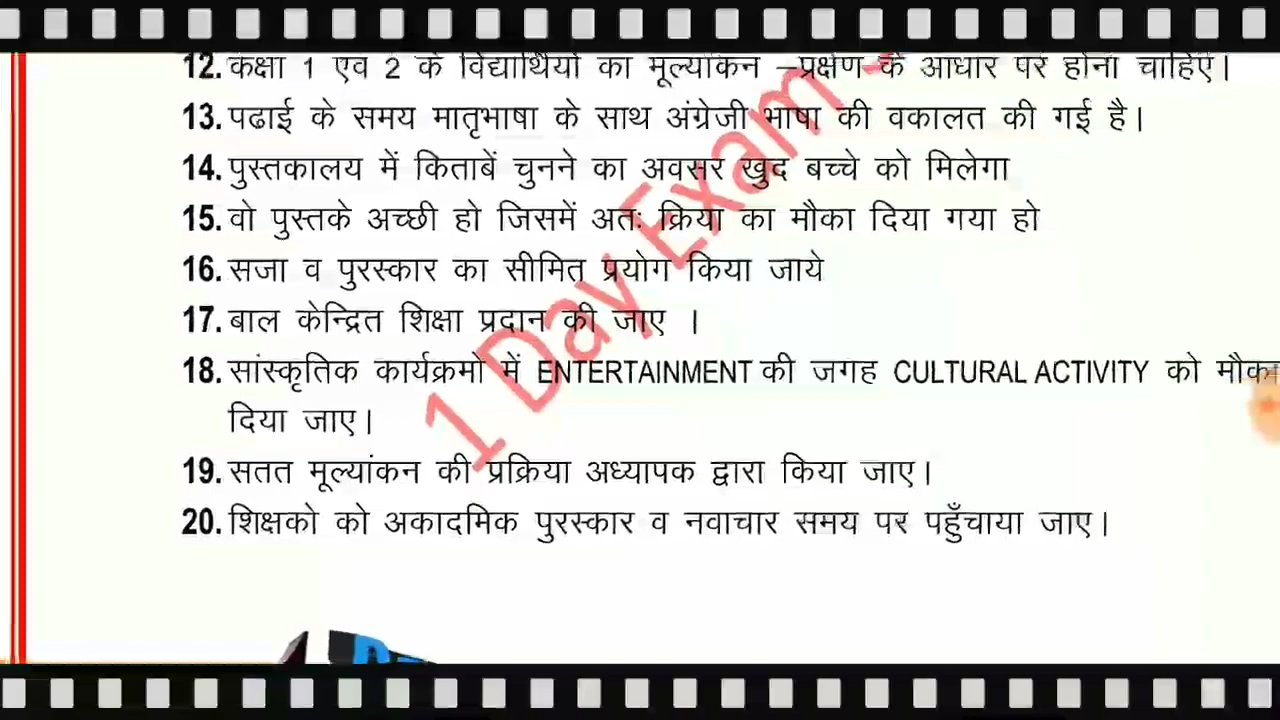 12. कक्षा 1 एवं 2 के विद्यार्थियों का मूल्यांकन –प्रेक्षण के आधार पर होना चाहिए।
13. पढाई के समय मातृभाषा के साथ अंग्रेजी भाषा की वकालत की गई है।
14. पुस्तकालय में किताबें चुनने का अवसर खुद बच्चे को मिलेगा
15. वो पुस्तके अच्छी हो जिसमें अतः क्रिया का मौका दिया गया हो
16. सजा व पुरस्कार का सीमित प्रयोग किया जाये
17. बाल केन्द्रित शिक्षा प्रदान की जाए ।
18. सांस्कृतिक कार्यक्रमो में ENTERTAINMENT की जगह CULTURAL ACTIVITY को मौका
दिया जाए।
19. सतत मूल्यांकन की प्रक्रिया अध्यापक द्वारा किया जाए।
20. शिक्षको को अकादमिक पुरस्कार व नवाचार समय पर पहुँचाया जाए।
1 Day Exam -